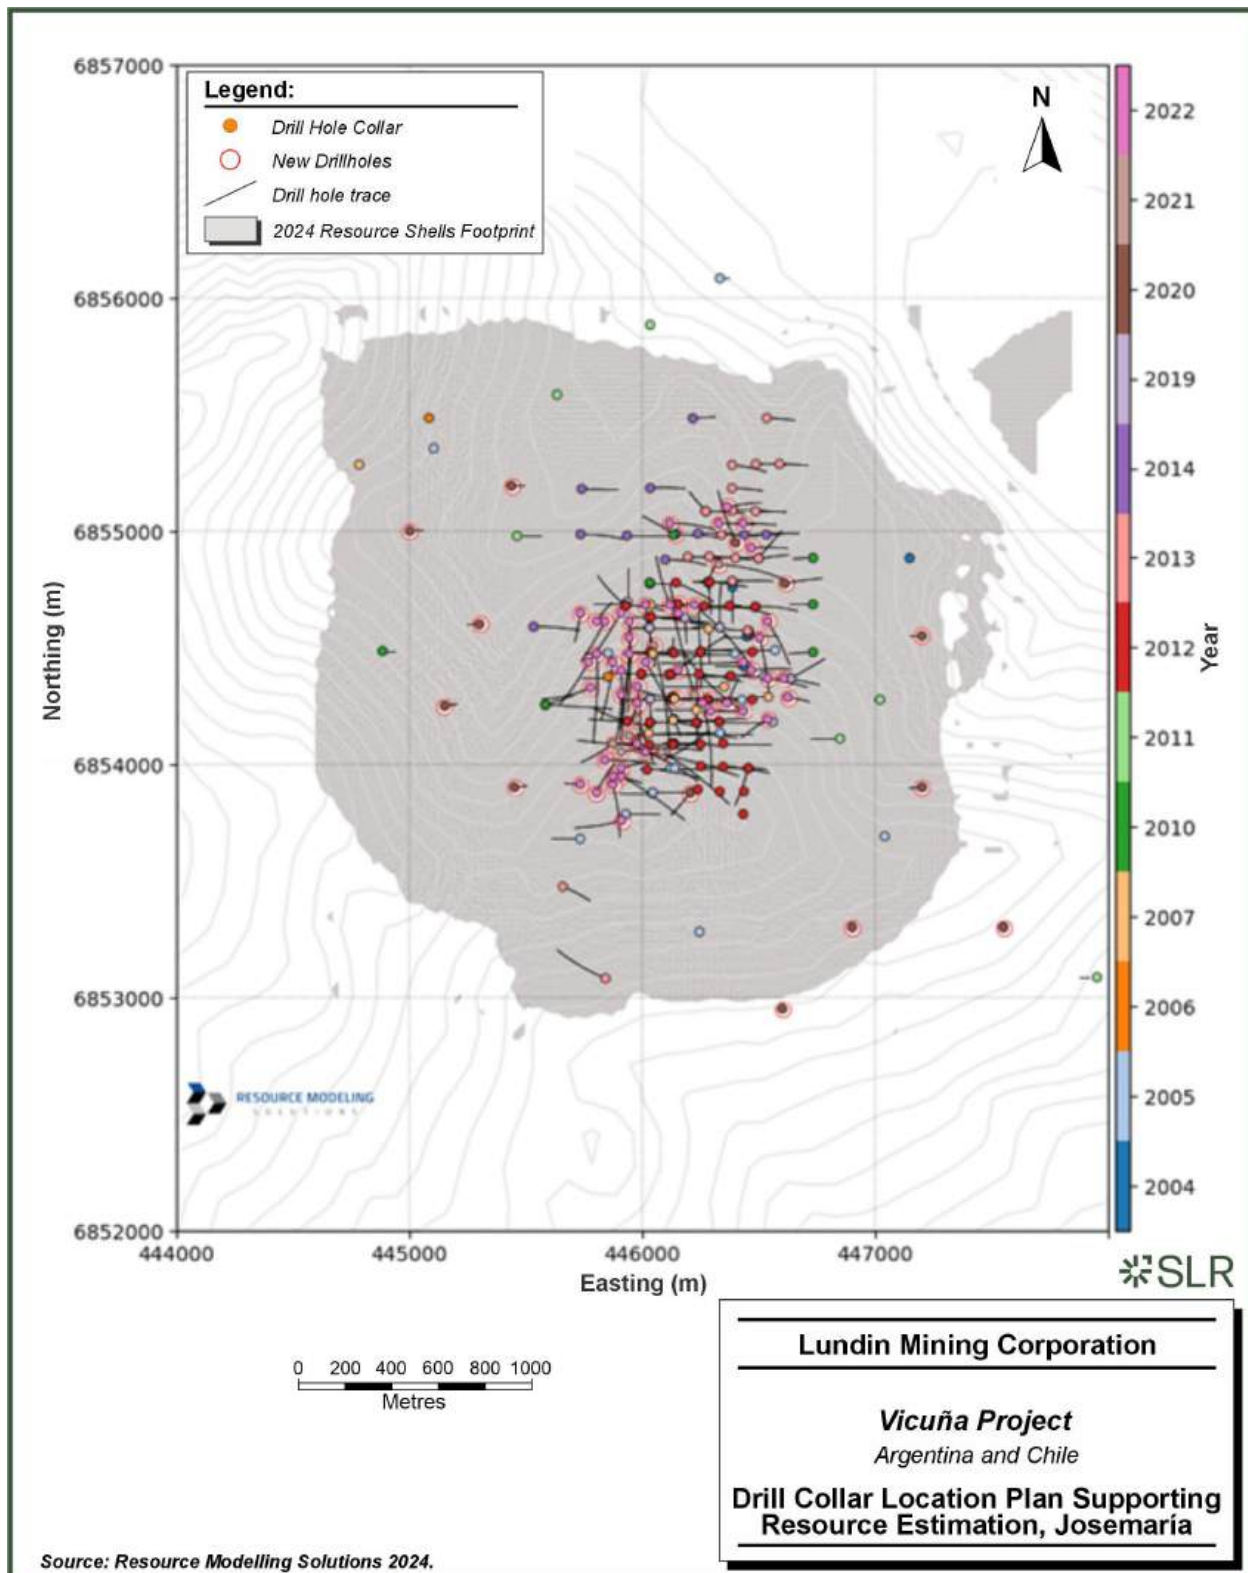 6857000
6856000
6855000
6854000
6853000
6852000
Northing (m)
Legend:
Drill Hole Collar
New Drillholes
Drill hole trace
2024 Resource Shells Footprint
N
2022
2021
2020
2019
2014
2013
2012
2011
2010
2007
2006
2005
2004
Year
RESOURCE MODELING
SOLUTIONS
444000 445000 446000 447000
Easting (m)
SLR
0 200 400 600 800 1000
Metres
Lundin Mining Corporation
Vicuña Project
Argentina and Chile
Drill Collar Location Plan Supporting
Resource Estimation, Josemaría
Source: Resource Modelling Solutions 2024.